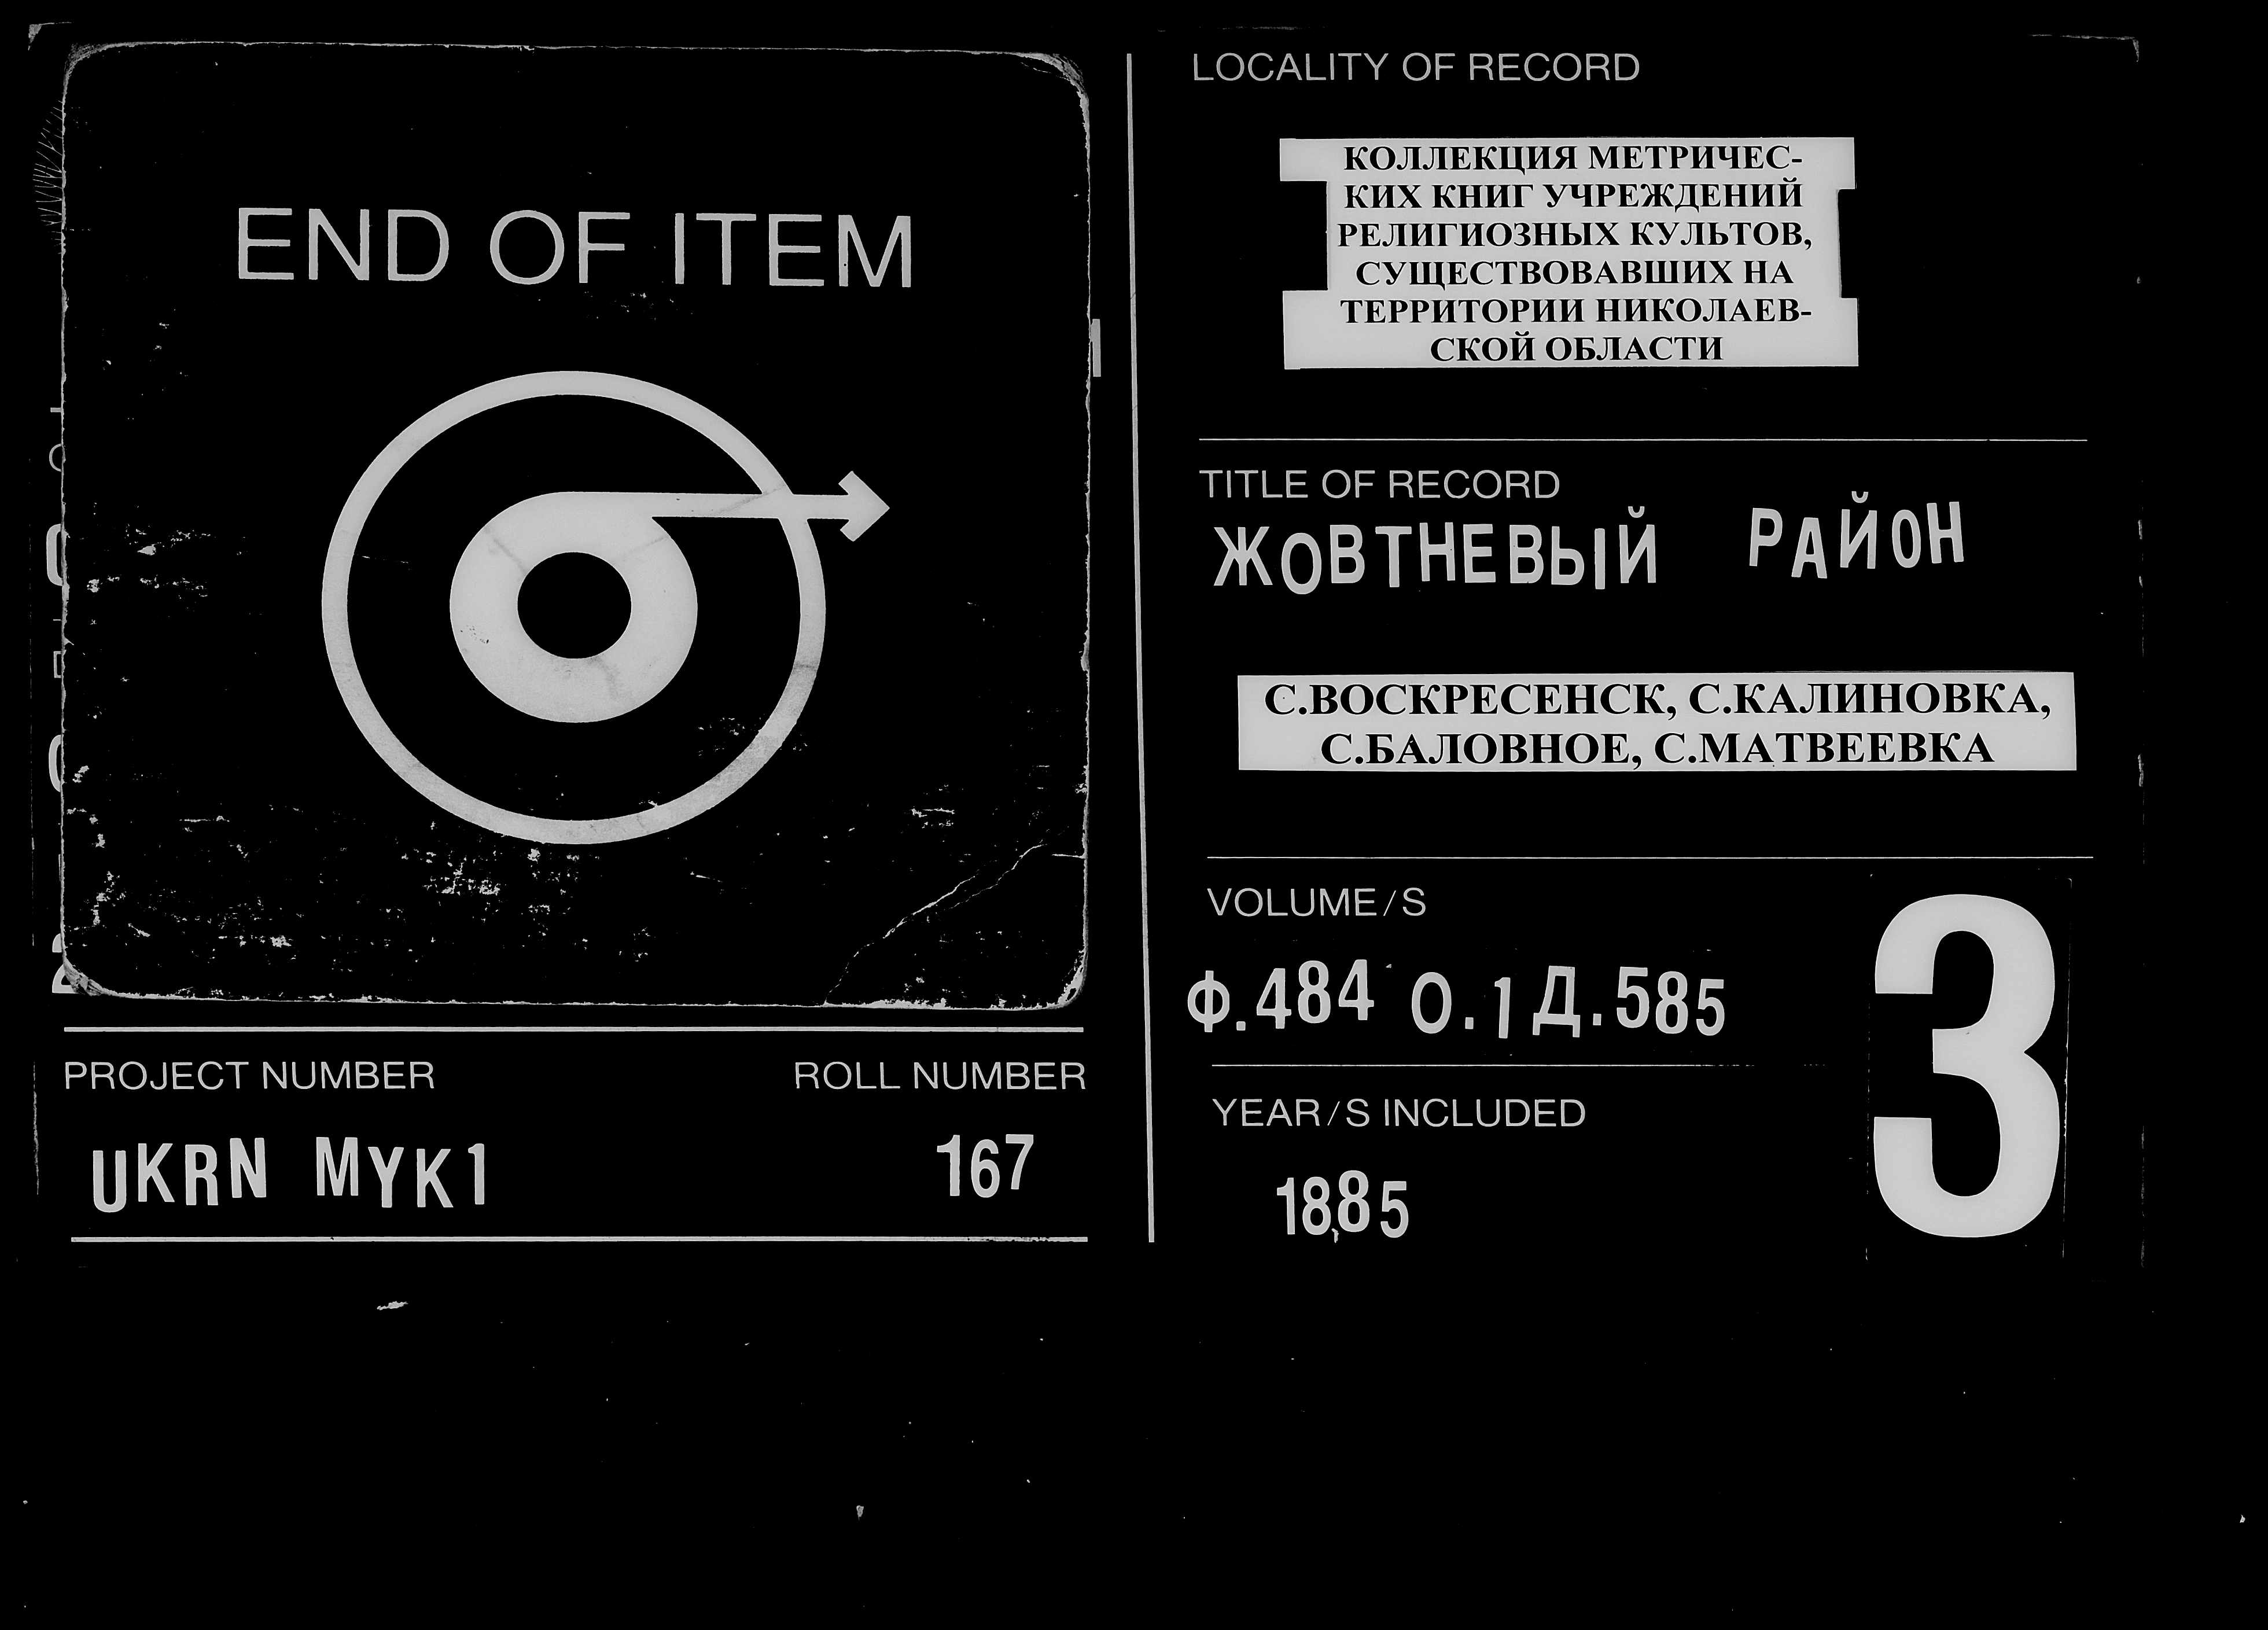 END OF ITEM
PROJECT NUMBER
ROLL NUMBER
UKRN MYK1
167
LOCALITY OF RECORD
КОЛЛЕКЦИЯ МЕТРИЧЕС-
КИХ КНИГ УЧРЕЖДЕНИЙ
РЕЛИГИОЗНЫХ КУЛЬТОВ,
СУЩЕСТВОВАВШИХ НА
ТЕРРИТОРИИ НИКОЛАЕВ-
СКОЙ ОБЛАСТИ
TITLE OF RECORD
ЖОВТНЕВЫЙ РАЙОН
С.ВОСКРЕСЕНСК, С.КАЛИНОВКА,
С.БАЛОВНОЕ, С.МАТВЕЕВКА
VOLUME/S
Ф.484 О.1 Д.585
YEAR/S INCLUDED
1885
3